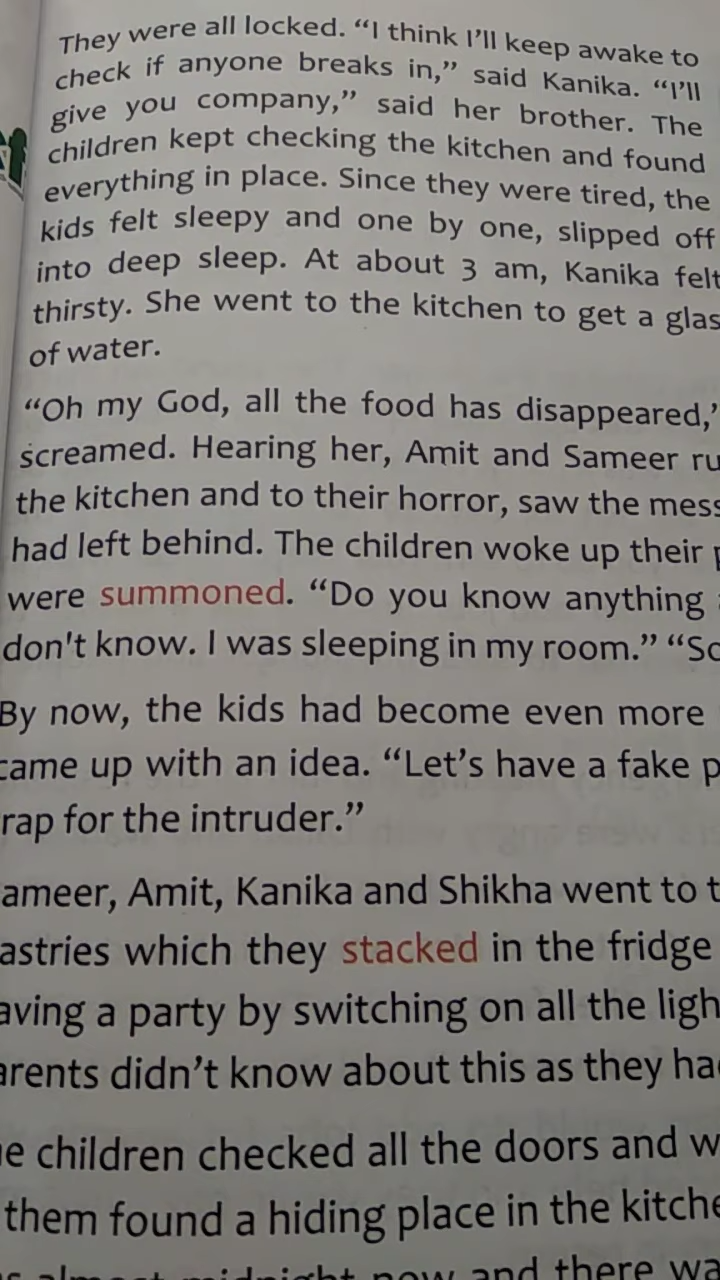 They were all locked. “I think I’ll keep awake to
check if anyone breaks in,” said Kanika. “I’ll
give you company,” said her brother. The
children kept checking the kitchen and found
everything in place. Since they were tired, the
kids felt sleepy and one by one, slipped off
into deep sleep. At about 3 am, Kanika felt
thirsty. She went to the kitchen to get a glas
of water.
“Oh my God, all the food has disappeared,’
screamed. Hearing her, Amit and Sameer ru
the kitchen and to their horror, saw the mess
had left behind. The children woke up their
were summoned. “Do you know anything
don't know. I was sleeping in my room.” “So
By now, the kids had become even more
came up with an idea. “Let’s have a fake p
rap for the intruder.”
ameer, Amit, Kanika and Shikha went to t
astries which they stacked in the fridge
aving a party by switching on all the ligh
arents didn’t know about this as they ha
e children checked all the doors and w
them found a hiding place in the kitche
almost midnight now and there wa